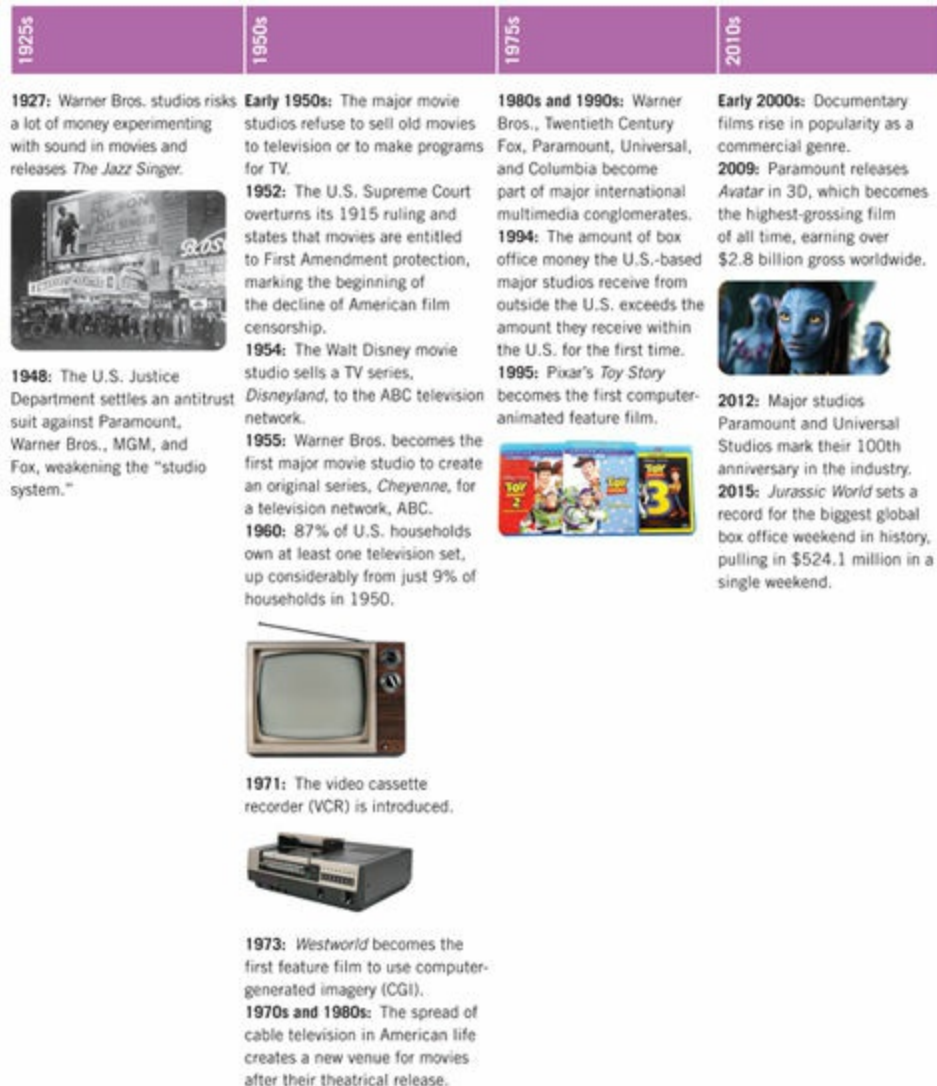 1925s
1927: Warner Bros. studios risks
a lot of money experimenting
with sound in movies and
releases The Jazz Singer.
1948: The U.S. Justice
Department settles an antitrust
suit against Paramount,
Warner Bros., MGM, and
Fox, weakening the “studio
system.”
1950s
Early 1950s: The major movie
studios refuse to sell old movies
to television or to make programs
for TV.
1952: The U.S. Supreme Court
overturns its 1915 ruling and
states that movies are entitled
to First Amendment protection,
marking the beginning of
the decline of American film
censorship.
1954: The Walt Disney movie
studio sells a TV series,
Disneyland, to the ABC television
network.
1955: Warner Bros. becomes the
first major movie studio to create
an original series, Cheyenne, for
a television network, ABC.
1960: 87% of U.S. households
own at least one television set,
up considerably from just 9% of
households in 1950.
1971: The video cassette
recorder (VCR) is introduced.
1973: Westworld becomes the
first feature film to use computer-
generated imagery (CGI).
1970s and 1980s: The spread of
cable television in American life
creates a new venue for movies
after their theatrical release.
1975s
1980s and 1990s: Warner
Bros., Twentieth Century
Fox, Paramount, Universal,
and Columbia become
part of major international
multimedia conglomerates.
1994: The amount of box
office money the U.S.-based
major studios receive from
outside the U.S. exceeds the
amount they receive within
the U.S. for the first time.
1995: Pixar's Toy Story
becomes the first computer-
animated feature film.
TOY
2
TOY
3
2010s
Early 2000s: Documentary
films rise in popularity as a
commercial genre.
2009: Paramount releases
Avatar in 3D, which becomes
the highest-grossing film
of all time, earning over
$2.8 billion gross worldwide.
2012: Major studios
Paramount and Universal
Studios mark their 100th
anniversary in the industry.
2015: Jurassic World sets a
record for the biggest global
box office weekend in history,
pulling in $524.1 million in a
single weekend.